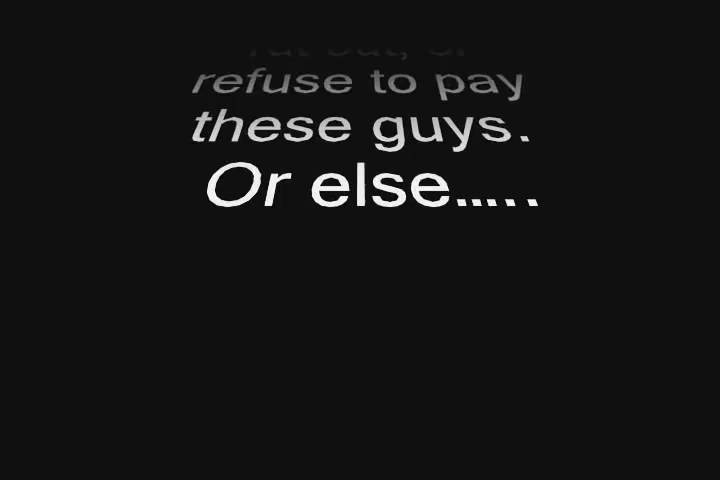 refuse to pay
these guys.
Or else.....